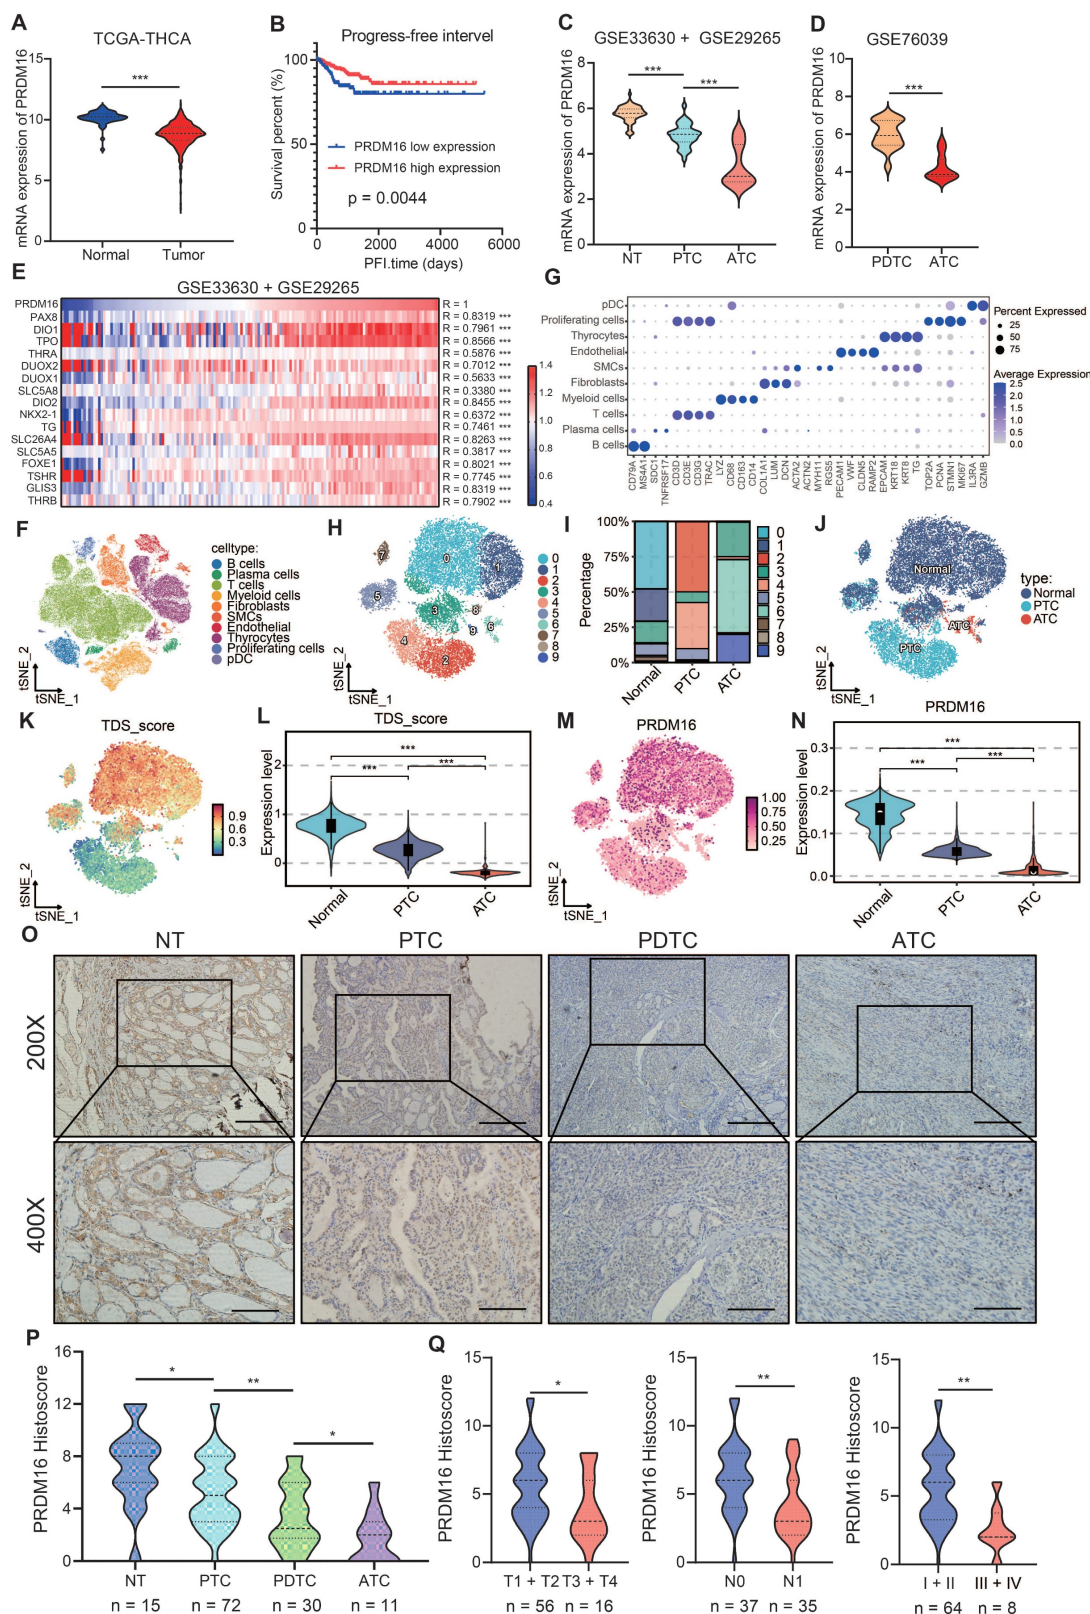 A
TCGA-THCA
mRNA expression of PRDM16
15
10
5
0
***
Normal
Tumor
B
Progress-free intervel
Survival percent (%)
100
50
0
PRDM16 low expression
PRDM16 high expression
p = 0.0044
0
2000
4000
6000
PFI.time (days)
C
GSE33630 + GSE29265
mRNA expression of PRDM16
8
6
4
2
0
***
***
NT
PTC
ATC
D
GSE76039
mRNA expression of PRDM16
8
6
4
2
0
***
PDTC
ATC
E
GSE33630 + GSE29265
PRDM16 R = 1
PAX8 R = 0.8319 ***
DIO1 R = 0.7961 ***
TPO R = 0.8566 ***
THRA R = 0.5876 ***
DUOX2 R = 0.7012 ***
DUOX1 R = 0.5633 ***
SLC5A8 R = 0.3380 ***
DIO2 R = 0.8455 ***
NKX2-1 R = 0.6372 ***
TG R = 0.7461 ***
SLC26A4 R = 0.8263 ***
SLC5A5 R = 0.3817 ***
FOXE1 R = 0.8021 ***
TSHR R = 0.7745 ***
GLIS3 R = 0.8319 ***
THRB R = 0.7902 ***
1.4
1.0
0.8
0.6
0.4
G
pDC
Proliferating cells
Thyrocytes
Endothelial
SMCs
Fibroblasts
Myeloid cells
T cells
Plasma cells
B cells
CD79A
MS4A1
SDC1
TNFRSF17
CD3D
CD3E
CD3G
TRAC
LYZ
CD68
CD163
CD14
COL1A1
LUM
DCN
ACTA2
ACTN2
MYH11
RGS5
PECAM1
VWF
CLDN5
RAMP2
EPCAM
KRT18
KRT8
TG
TOP2A
PCNA
STMN1
MKI67
IL3RA
GZMB
Percent Expressed
25
50
75
Average Expression
2.5
2.0
1.5
1.0
0.5
0.0
F
celltype:
B cells
Plasma cells
T cells
Myeloid cells
Fibroblasts
SMCs
Endothelial
Thyrocytes
Proliferating cells
pDC
tSNE_2
tSNE_1
H
7
0
1
5
3
8
6
9
4
2
0
1
2
3
4
5
6
7
8
9
tSNE_2
tSNE_1
I
Percentage
100%
75%
50%
25%
0%
Normal
PTC
ATC
0
1
2
3
4
5
6
7
8
9
J
Normal
ATC
PTC
type:
Normal
PTC
ATC
tSNE_2
tSNE_1
K
TDS_score
0.9
0.6
0.3
tSNE_2
tSNE_1
L
TDS_score
Expression level
2
1
0
***
***
***
Normal
PTC
ATC
M
PRDM16
1.00
0.75
0.50
0.25
tSNE_2
tSNE_1
N
PRDM16
Expression level
0.3
0.2
0.1
0.0
***
***
***
Normal
PTC
ATC
O
NT
PTC
PDTC
ATC
200X
400X
P
PRDM16 Histoscore
16
12
8
4
0
*
**
*
NT
PTC
PDTC
ATC
n = 15
n = 72
n = 30
n = 11
Q
PRDM16 Histoscore
15
10
5
0
*
T1 + T2
T3 + T4
n = 56
n = 16
PRDM16 Histoscore
15
10
5
0
**
N0
N1
n = 37
n = 35
PRDM16 Histoscore
15
10
5
0
**
I + II
III + IV
n = 64
n = 8